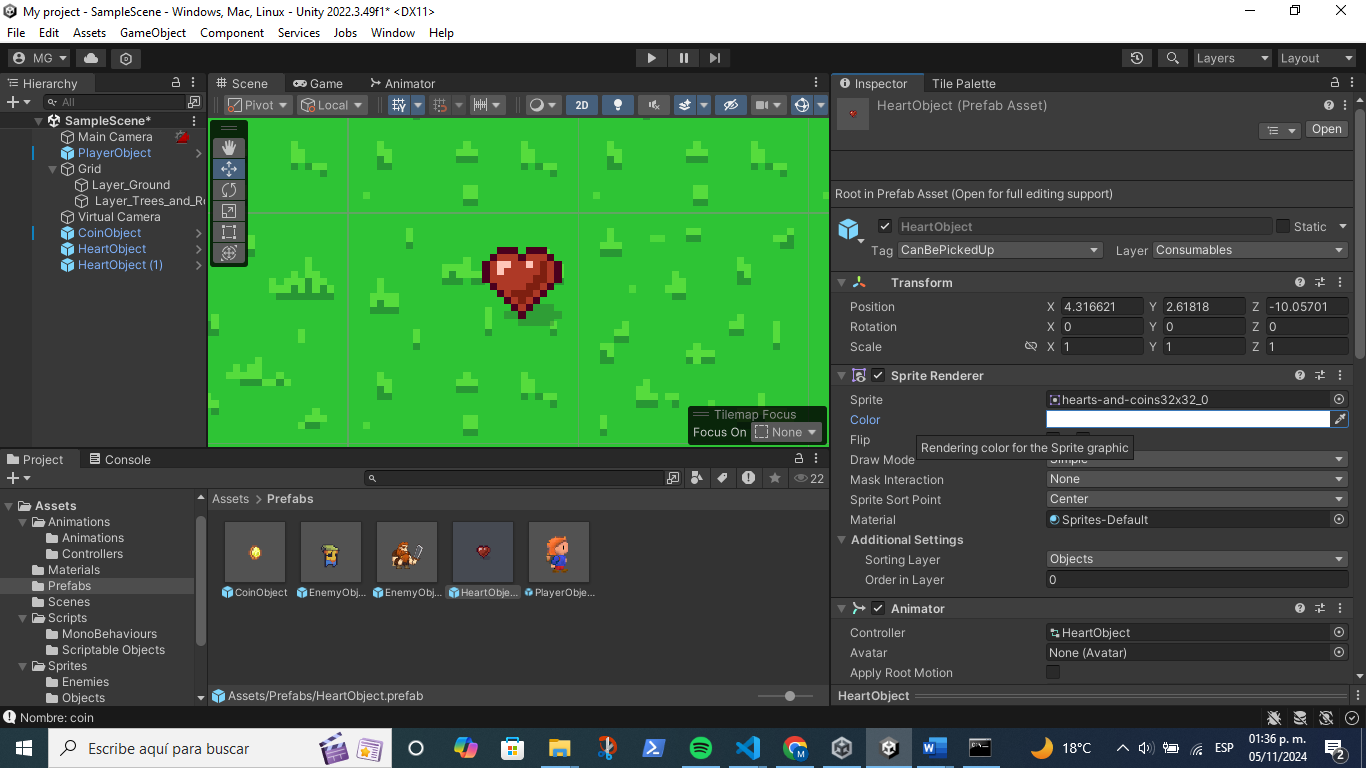 My project - SampleScene - Windows, Mac, Linux - Unity 2022.3.49f1* <DX11>
File Edit Assets GameObject Component Services Jobs Window Help
MG
Layers
Layout
Hierarchy
All
SampleScene*
Main Camera
PlayerObject
Grid
Layer_Ground
Layer_Trees_and_R
Virtual Camera
CoinObject
HeartObject
HeartObject (1)
Scene Game Animator
Pivot Local 2D
Tilemap Focus
Focus On None
Inspector Tile Palette
HeartObject (Prefab Asset)
Open
Root in Prefab Asset (Open for full editing support)
HeartObject Static
Tag CanBePickedUp Layer Consumables
Transform
Position X 4.316621 Y 2.61818 Z -10.05701
Rotation X 0 Y 0 Z 0
Scale X 1 Y 1 Z 1
Sprite Renderer
Sprite hearts-and-coins32x32_0
Color
Flip
Rendering color for the Sprite graphic
Draw Mode Simple
Mask Interaction None
Sprite Sort Point Center
Material Sprites-Default
Additional Settings
Sorting Layer Objects
Order in Layer 0
Animator
Controller HeartObject
Avatar None (Avatar)
Apply Root Motion
HeartObject
Project Console
22
Assets
Animations
Animations
Controllers
Materials
Prefabs
Scenes
Scripts
MonoBehaviours
Scriptable Objects
Sprites
Enemies
Objects
Assets > Prefabs
CoinObject EnemyObj... EnemyObj... HeartObje... PlayerObje...
Assets/Prefabs/HeartObject.prefab
Nombre: coin
Escribe aquí para buscar
18°C
ESP
01:36 p. m.
05/11/2024
2